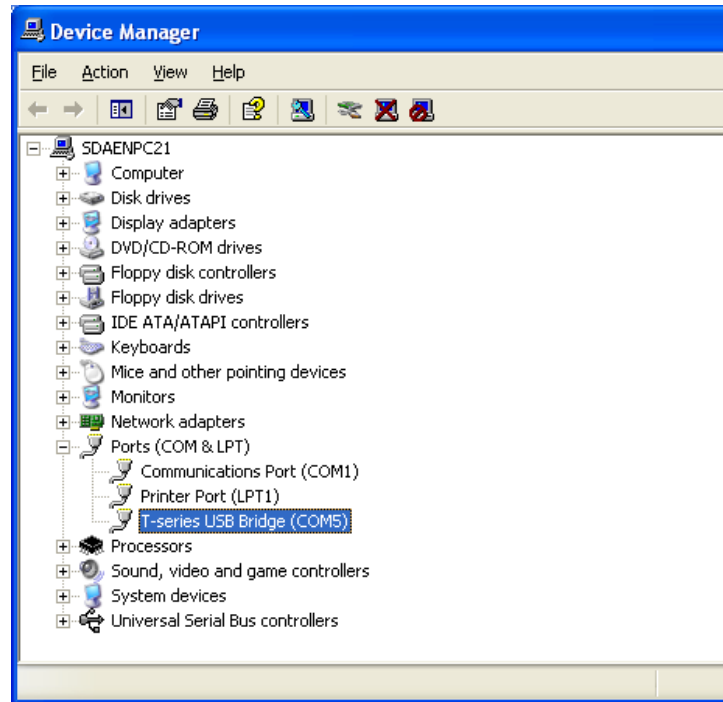 Device Manager
File Action View Help
SDAENPC21
Computer
Disk drives
Display adapters
DVD/CD-ROM drives
Floppy disk controllers
Floppy disk drives
IDE ATA/ATAPI controllers
Keyboards
Mice and other pointing devices
Monitors
Network adapters
Ports (COM & LPT)
Communications Port (COM1)
Printer Port (LPT1)
T-series USB Bridge (COM5)
Processors
Sound, video and game controllers
System devices
Universal Serial Bus controllers